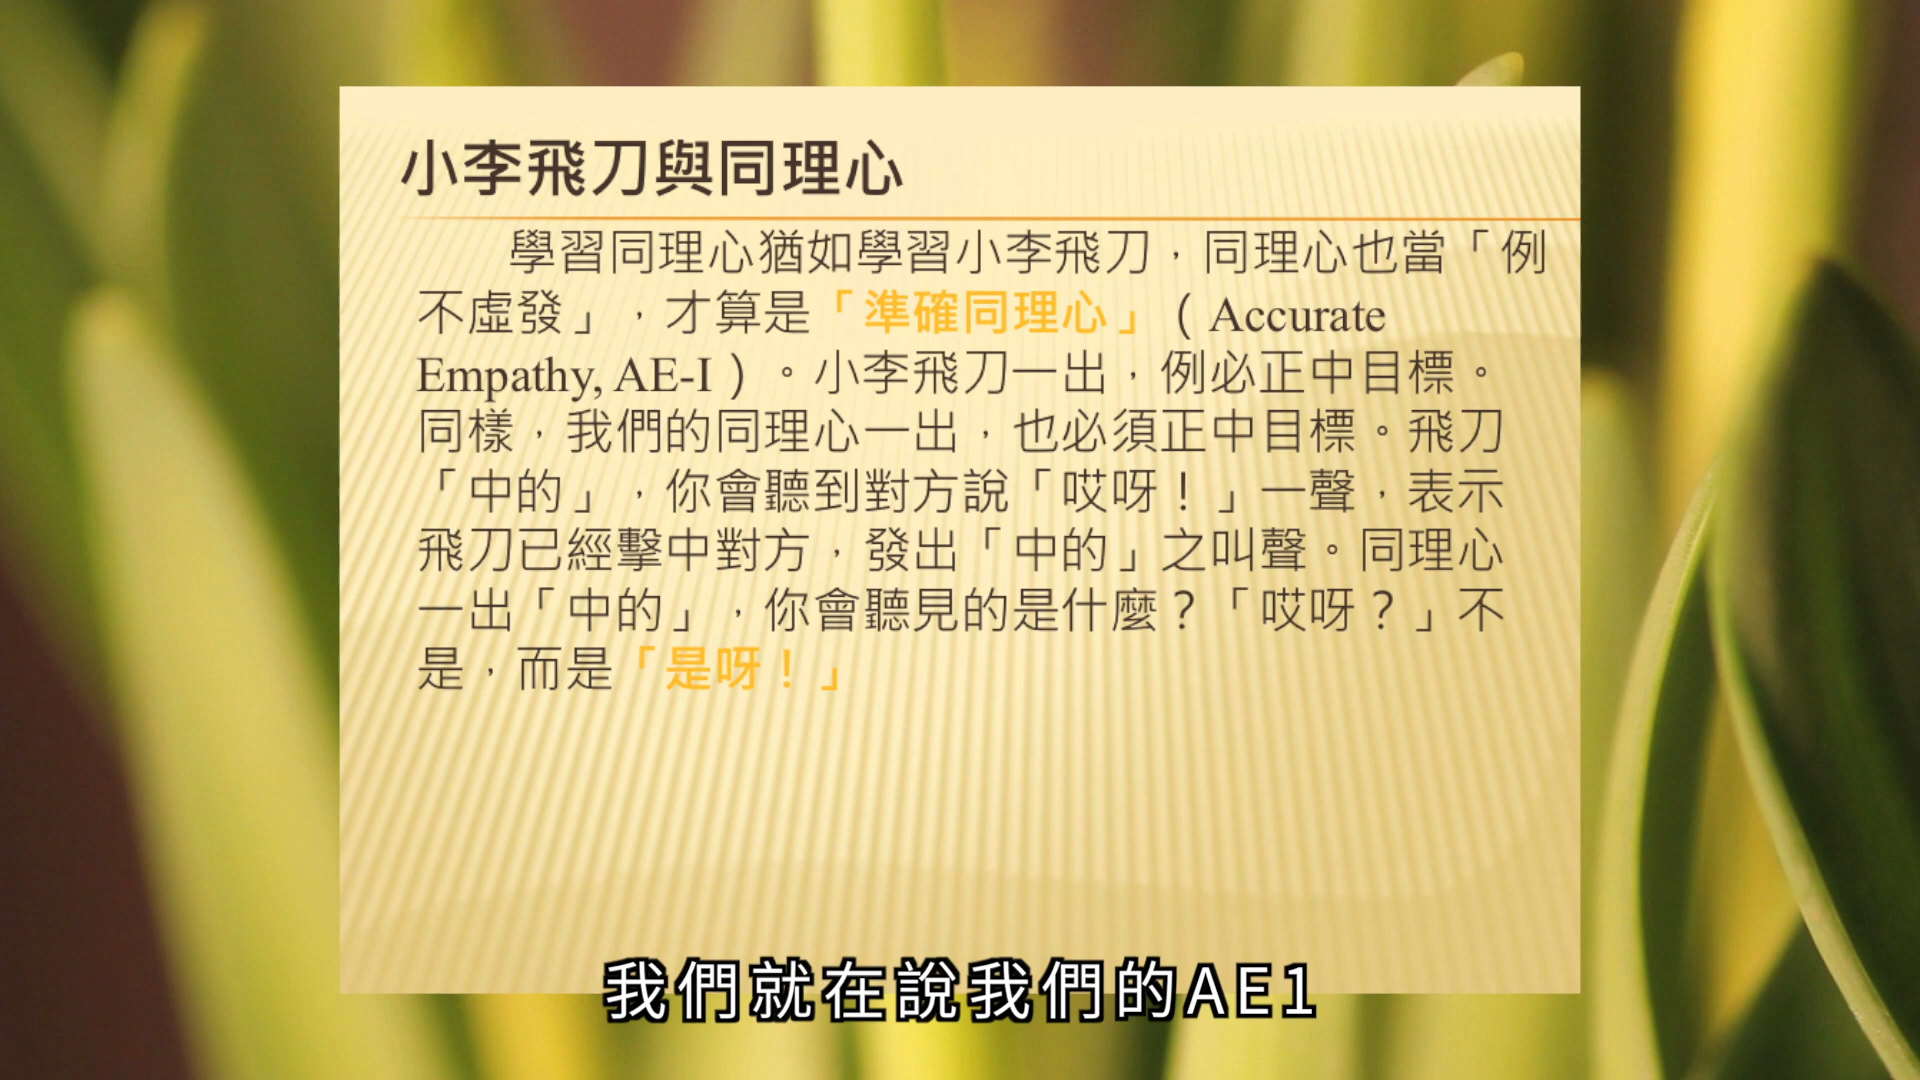 小李飛刀與同理心
學習同理心猶如學習小李飛刀，同理心也當「例
不虛發」，才算是「準確同理心」（Accurate
Empathy, AE-I）。小李飛刀一出，例必正中目標。
同樣，我們的同理心一出，也必須正中目標。飛刀
「中的」，你會聽到對方說「哎呀！」一聲，表示
飛刀已經擊中對方，發出「中的」之叫聲。同理心
一出「中的」，你會聽見的是什麼？「哎呀？」不
是，而是「是呀！」
我們就在說我們的AE1